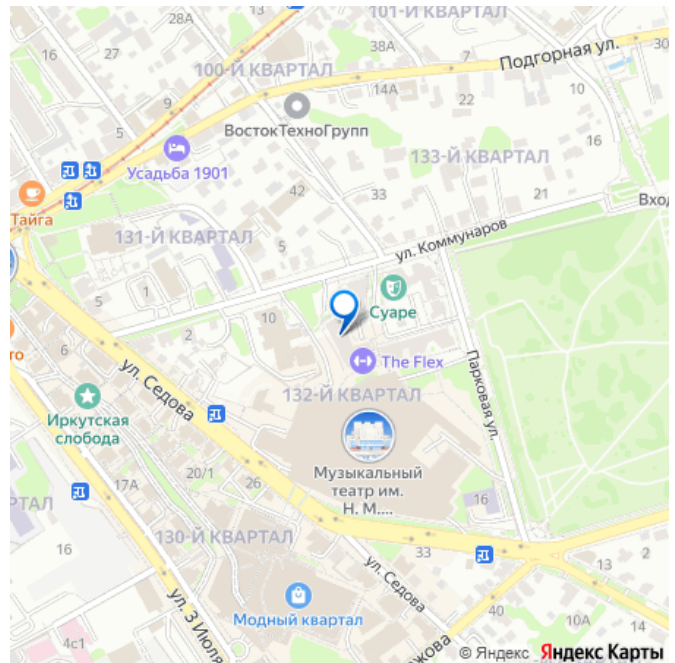 101-Й КВАРТАЛ
28А
16
27
38А
7
Подгорная ул.
30
100-Й КВАРТАЛ
9
14А
22
10
5
ВостокТехноГрупп
16
133-Й КВАРТАЛ
Усадьба 1901
42
33
21
Тайга
Вход
131-Й КВАРТАЛ
5
ул. Коммунаров
5
1
Суаре
10
2
6
The Flex
ул. Седова
132-Й КВАРТАЛ
Парковая ул.
Иркутская
слобода
Музыкальный
театр им.
Н. М....
20/1
17А
26
16
130-Й КВАРТАЛ
16
33
2
13
ул. Седова
Модный квартал
ул. 3 Июля
40
10А
4с1
© Яндекс Яндекс Карты